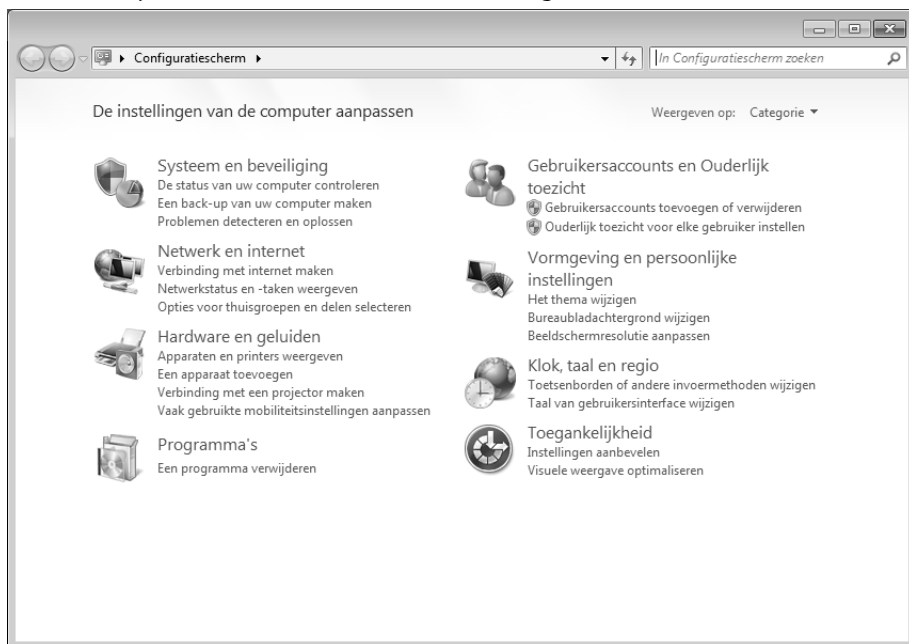 Configuratiescherm
In Configuratiescherm zoeken
De instellingen van de computer aanpassen
Weergeven op: Categorie
Systeem en beveiliging
De status van uw computer controleren
Een back-up van uw computer maken
Problemen detecteren en oplossen
Netwerk en internet
Verbinding met internet maken
Netwerkstatus en -taken weergeven
Opties voor thuisgroepen en delen selecteren
Hardware en geluiden
Apparaten en printers weergeven
Een apparaat toevoegen
Verbinding met een projector maken
Vaak gebruikte mobiliteitsinstellingen aanpassen
Programma's
Een programma verwijderen
Gebruikersaccounts en Ouderlijk
toezicht
Gebruikersaccounts toevoegen of verwijderen
Ouderlijk toezicht voor elke gebruiker instellen
Vormgeving en persoonlijke
instellingen
Het thema wijzigen
Bureaubladachtergrond wijzigen
Beeldschermresolutie aanpassen
Klok, taal en regio
Toetsenborden of andere invoermethoden wijzigen
Taal van gebruikersinterface wijzigen
Toegankelijkheid
Instellingen aanbevelen
Visuele weergave optimaliseren